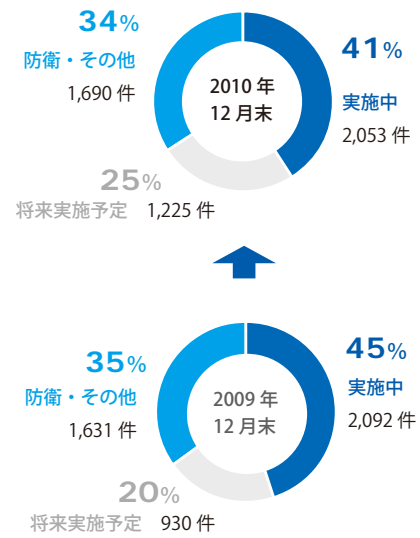 34%
防衛・その他
1,690 件
2010 年
12 月末
41%
実施中
2,053 件
25%
将来実施予定 1,225 件
35%
防衛・その他
1,631 件
2009 年
12 月末
45%
実施中
2,092 件
20%
将来実施予定 930 件